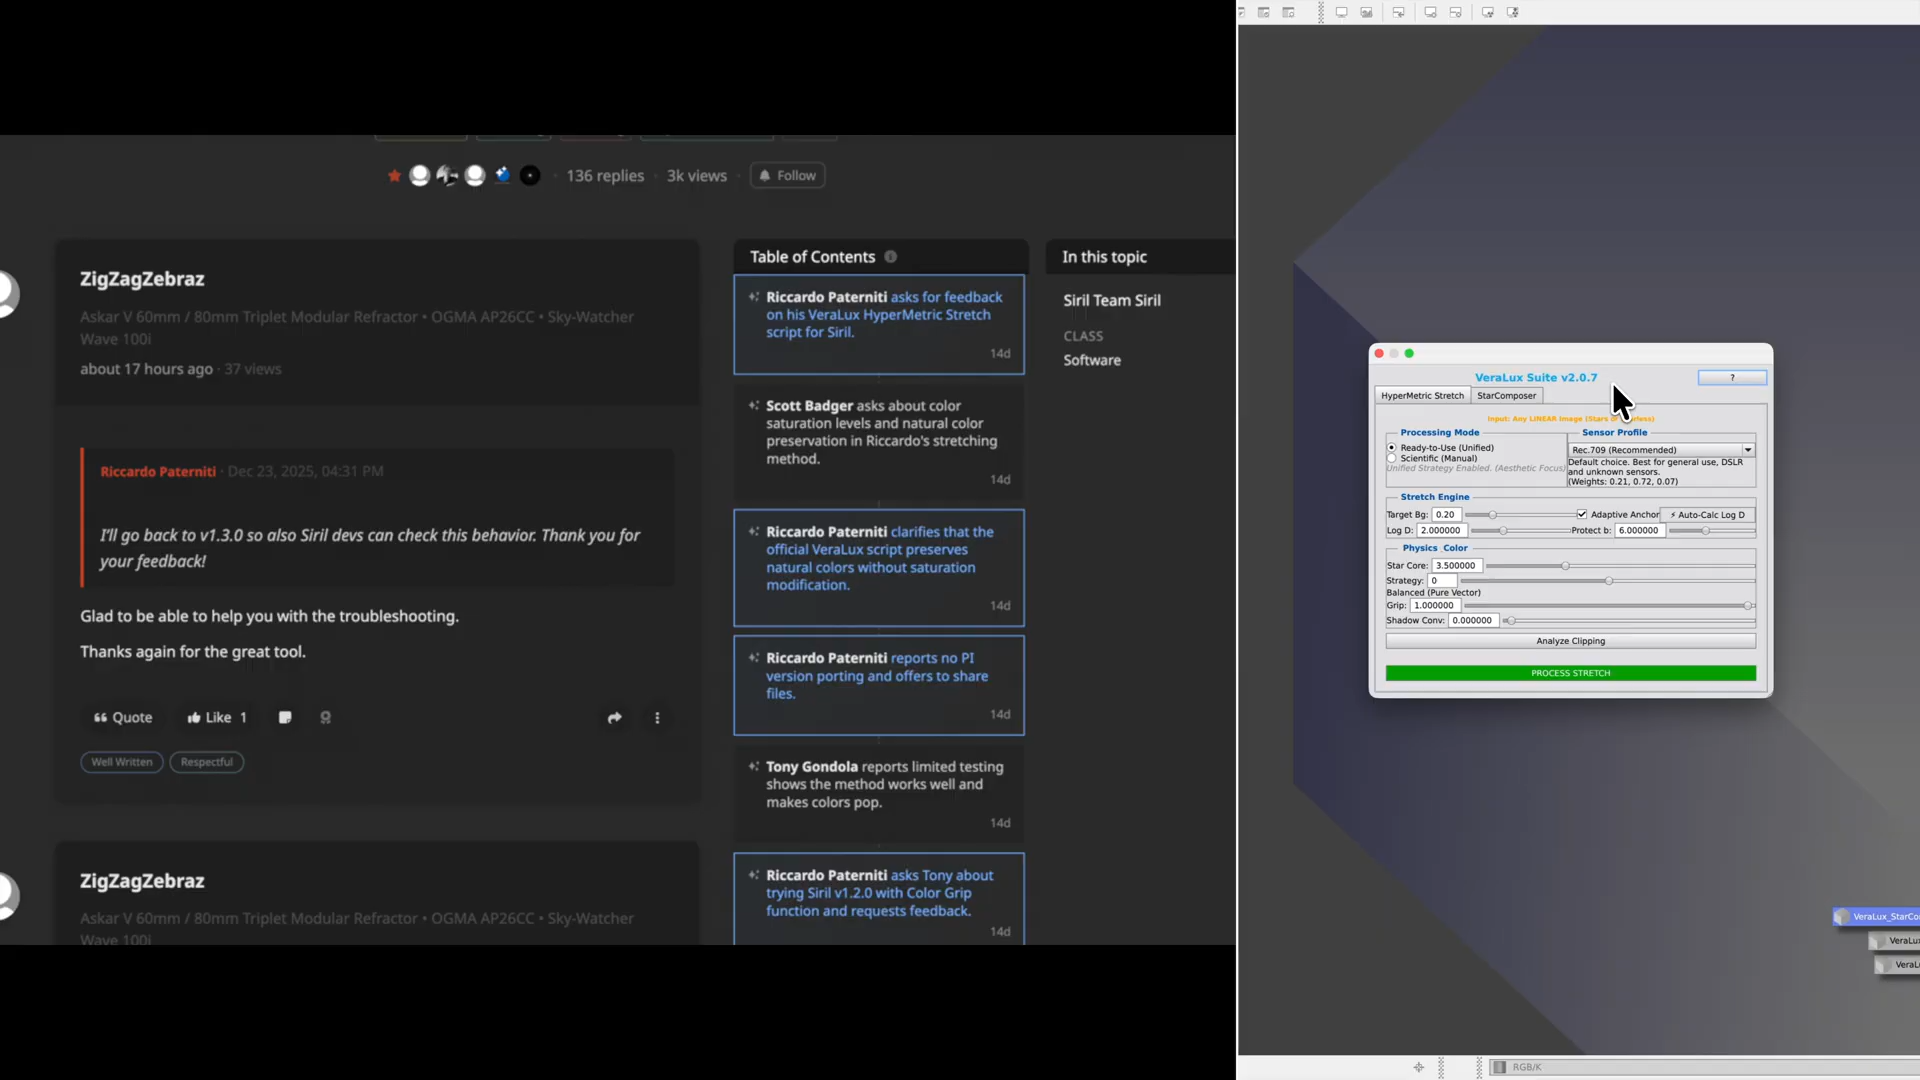 136 replies · 3k views · Follow
ZigZagZebraz
Askar V 60mm / 80mm Triplet Modular Refractor • OGMA AP26CC • Sky-Watcher
Wave 100i
about 17 hours ago · 37 views
Riccardo Paterniti · Dec 23, 2025, 04:31 PM
I'll go back to v1.3.0 so also Siril devs can check this behavior. Thank you for
your feedback!
Glad to be able to help you with the troubleshooting.
Thanks again for the great tool.
Quote Like 1
Well Written Respectful
ZigZagZebraz
Askar V 60mm / 80mm Triplet Modular Refractor • OGMA AP26CC • Sky-Watcher
Wave 100i
Table of Contents
Riccardo Paterniti asks for feedback
on his VeraLux HyperMetric Stretch
script for Siril.
14d
Scott Badger asks about color
saturation levels and natural color
preservation in Riccardo's stretching
method.
14d
Riccardo Paterniti clarifies that the
official VeraLux script preserves
natural colors without saturation
modification.
14d
Riccardo Paterniti reports no PI
version porting and offers to share
files.
14d
Tony Gondola reports limited testing
shows the method works well and
makes colors pop.
14d
Riccardo Paterniti asks Tony about
trying Siril v1.2.0 with Color Grip
function and requests feedback.
14d
In this topic
Siril Team Siril
CLASS
Software
VeraLux Suite v2.0.7
?
HyperMetric Stretch StarComposer
Input: Any LINEAR Image (Stars
Processing Mode
Ready-to-Use (Unified)
Scientific (Manual)
Unified Strategy Enabled. (Aesthetic Focus)
Sensor Profile
Rec.709 (Recommended)
Default choice. Best for general use, DSLR
and unknown sensors.
(Weights: 0.21, 0.72, 0.07)
Stretch Engine
Target Bg: 0.20 Adaptive Anchor ⚡ Auto-Calc Log D
Log D: 2.000000 Protect b: 6.000000
Physics Color
Star Core: 3.500000
Strategy: 0
Balanced (Pure Vector)
Grip: 1.000000
Shadow Conv: 0.000000
Analyze Clipping
PROCESS STRETCH
VeraLux_StarCo
VeraLux
VeraLu
RGB/K